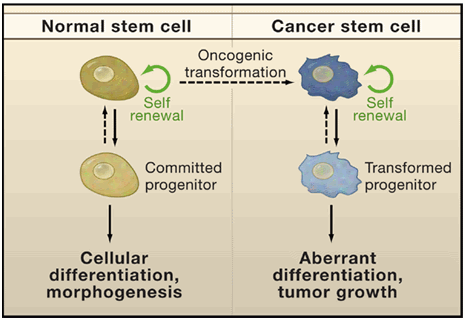 Normal stem cell
Cancer stem cell
Oncogenic
transformation
Self
renewal
Self
renewal
Committed
progenitor
Transformed
progenitor
Cellular
differentiation,
morphogenesis
Aberrant
differentiation,
tumor growth